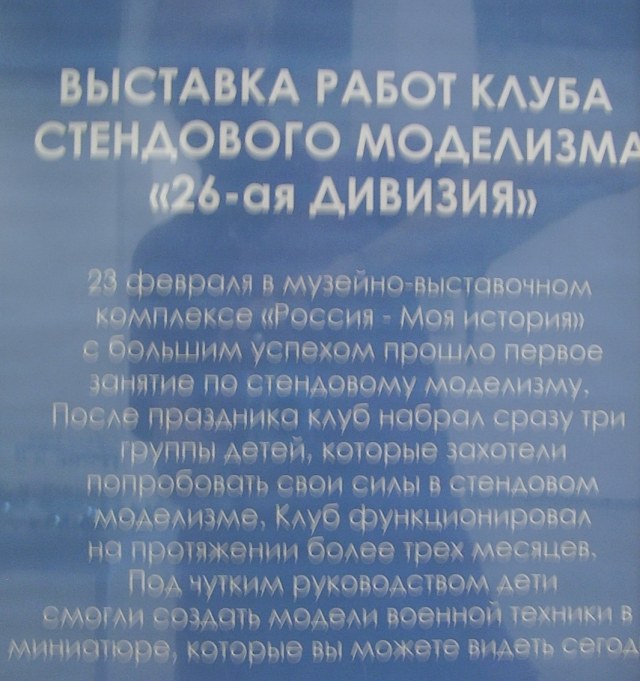 ВЫСТАВКА РАБОТ КЛУБА
СТЕНДОВОГО МОДЕЛИЗМА
«26-ая ДИВИЗИЯ»
23 февраля в музейно-выставочном
комплексе «Россия - Моя история»
с большим успехом прошло первое
занятие по стендовому моделизму.
После праздника клуб набрал сразу три
группы детей, которые захотели
попробовать свои силы в стендовом
моделизме. Клуб функционировал
на протяжении более трех месяцев.
Под чутким руководством дети
смогли создать модели военной техники в
миниатюре, которые вы можете видеть сегод